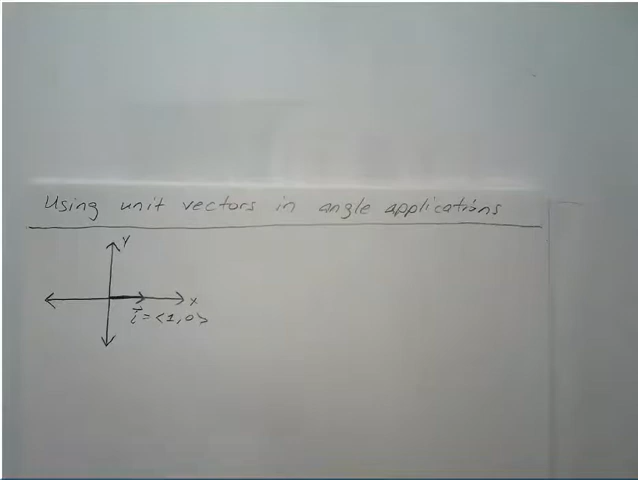 Using unit vectors in angle applications
y
x
i = <1,0>